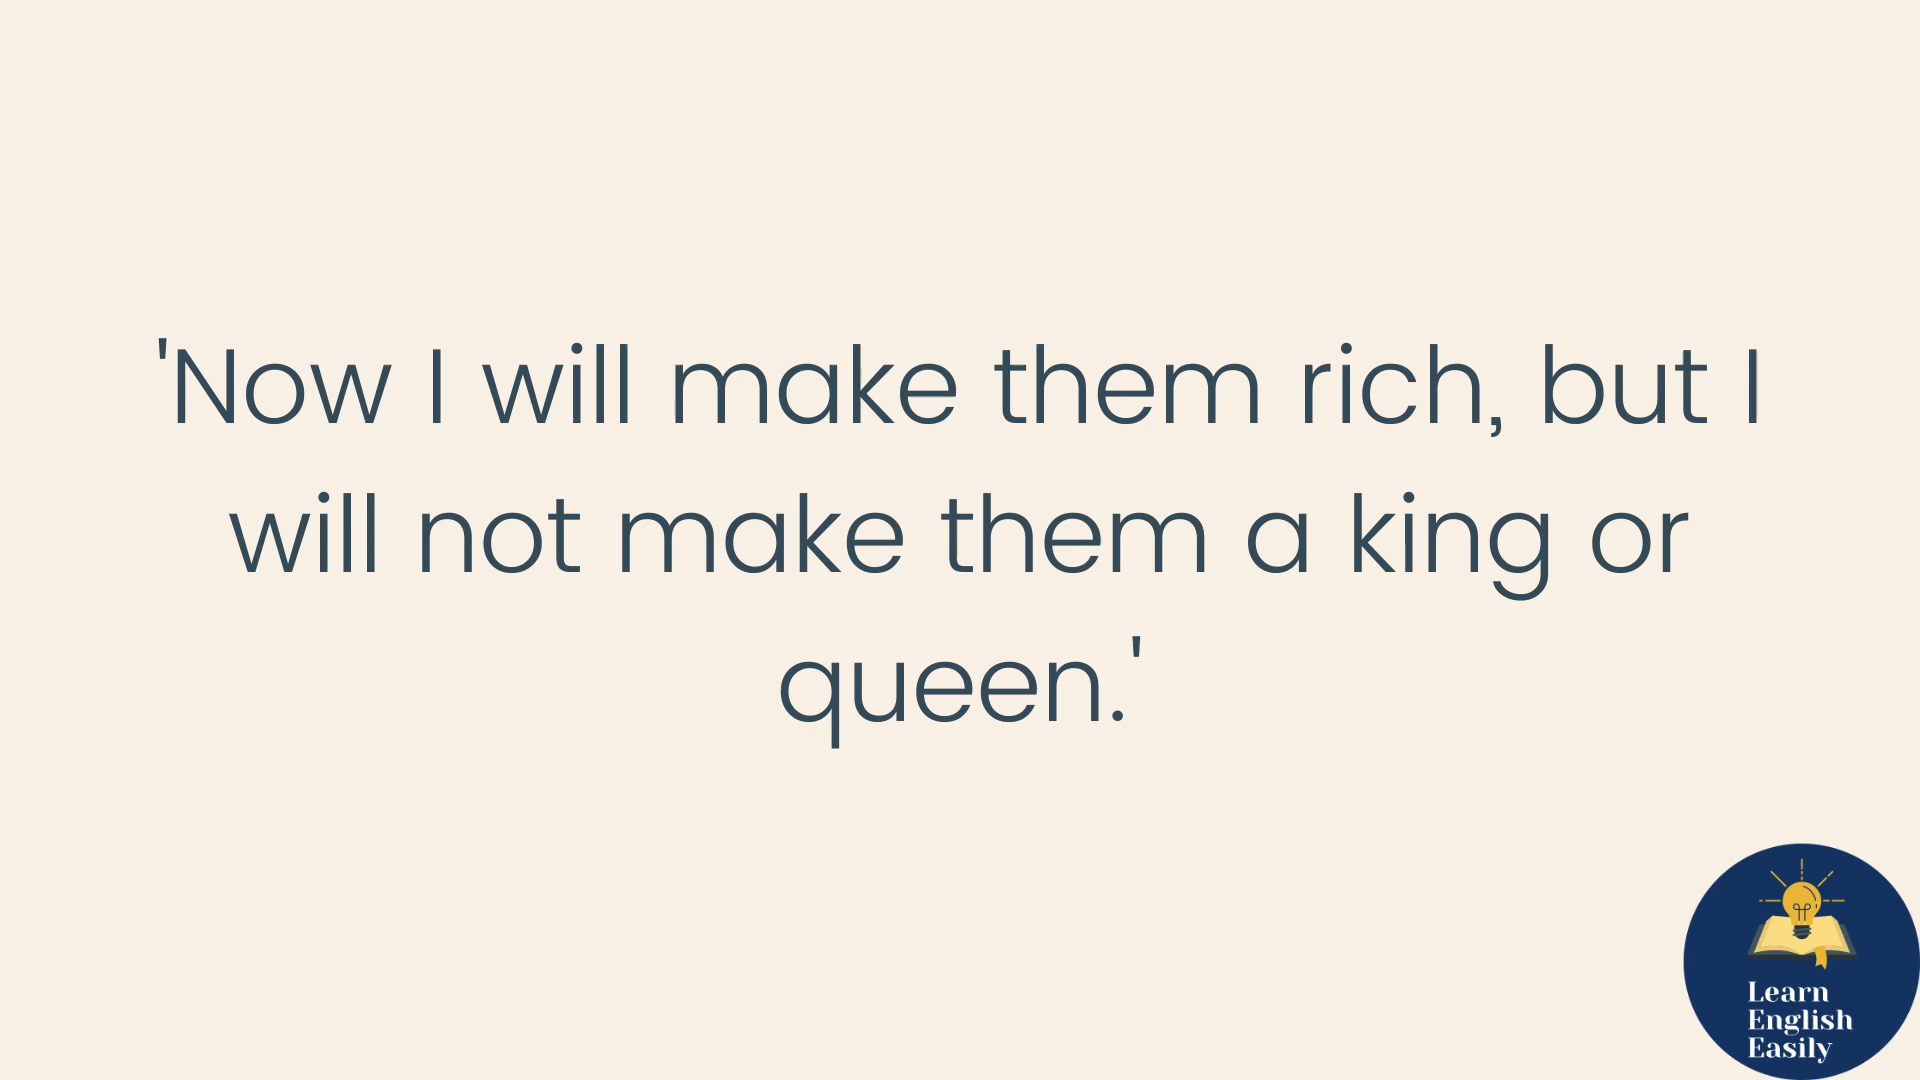 'Now I will make them rich, but I
will not make them a king or
queen.'
Learn
English
Easily